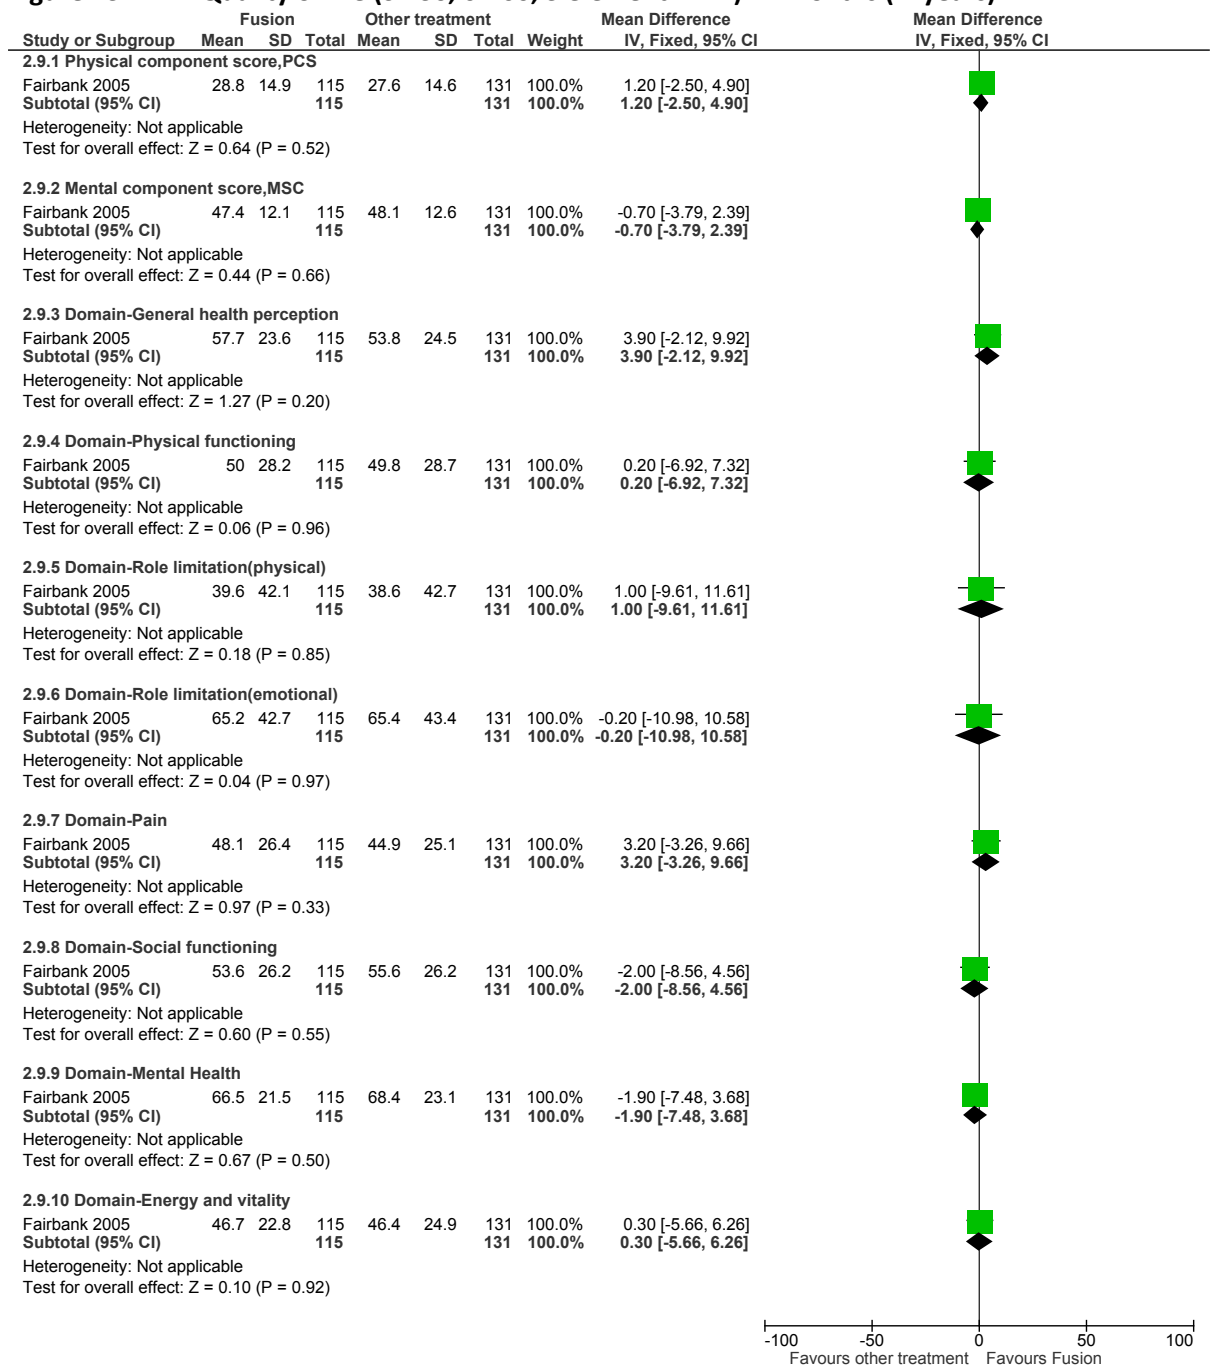 Fusion Other treatment Mean Difference Mean Difference
Study or Subgroup Mean SD Total Mean SD Total Weight IV, Fixed, 95% CI IV, Fixed, 95% CI
2.9.1 Physical component score,PCS
Fairbank 2005 28.8 14.9 115 27.6 14.6 131 100.0% 1.20 [-2.50, 4.90]
Subtotal (95% CI) 115 131 100.0% 1.20 [-2.50, 4.90]
Heterogeneity: Not applicable
Test for overall effect: Z = 0.64 (P = 0.52)
2.9.2 Mental component score,MSC
Fairbank 2005 47.4 12.1 115 48.1 12.6 131 100.0% -0.70 [-3.79, 2.39]
Subtotal (95% CI) 115 131 100.0% -0.70 [-3.79, 2.39]
Heterogeneity: Not applicable
Test for overall effect: Z = 0.44 (P = 0.66)
2.9.3 Domain-General health perception
Fairbank 2005 57.7 23.6 115 53.8 24.5 131 100.0% 3.90 [-2.12, 9.92]
Subtotal (95% CI) 115 131 100.0% 3.90 [-2.12, 9.92]
Heterogeneity: Not applicable
Test for overall effect: Z = 1.27 (P = 0.20)
2.9.4 Domain-Physical functioning
Fairbank 2005 50 28.2 115 49.8 28.7 131 100.0% 0.20 [-6.92, 7.32]
Subtotal (95% CI) 115 131 100.0% 0.20 [-6.92, 7.32]
Heterogeneity: Not applicable
Test for overall effect: Z = 0.06 (P = 0.96)
2.9.5 Domain-Role limitation(physical)
Fairbank 2005 39.6 42.1 115 38.6 42.7 131 100.0% 1.00 [-9.61, 11.61]
Subtotal (95% CI) 115 131 100.0% 1.00 [-9.61, 11.61]
Heterogeneity: Not applicable
Test for overall effect: Z = 0.18 (P = 0.85)
2.9.6 Domain-Role limitation(emotional)
Fairbank 2005 65.2 42.7 115 65.4 43.4 131 100.0% -0.20 [-10.98, 10.58]
Subtotal (95% CI) 115 131 100.0% -0.20 [-10.98, 10.58]
Heterogeneity: Not applicable
Test for overall effect: Z = 0.04 (P = 0.97)
2.9.7 Domain-Pain
Fairbank 2005 48.1 26.4 115 44.9 25.1 131 100.0% 3.20 [-3.26, 9.66]
Subtotal (95% CI) 115 131 100.0% 3.20 [-3.26, 9.66]
Heterogeneity: Not applicable
Test for overall effect: Z = 0.97 (P = 0.33)
2.9.8 Domain-Social functioning
Fairbank 2005 53.6 26.2 115 55.6 26.2 131 100.0% -2.00 [-8.56, 4.56]
Subtotal (95% CI) 115 131 100.0% -2.00 [-8.56, 4.56]
Heterogeneity: Not applicable
Test for overall effect: Z = 0.60 (P = 0.55)
2.9.9 Domain-Mental Health
Fairbank 2005 66.5 21.5 115 68.4 23.1 131 100.0% -1.90 [-7.48, 3.68]
Subtotal (95% CI) 115 131 100.0% -1.90 [-7.48, 3.68]
Heterogeneity: Not applicable
Test for overall effect: Z = 0.67 (P = 0.50)
2.9.10 Domain-Energy and vitality
Fairbank 2005 46.7 22.8 115 46.4 24.9 131 100.0% 0.30 [-5.66, 6.26]
Subtotal (95% CI) 115 131 100.0% 0.30 [-5.66, 6.26]
Heterogeneity: Not applicable
Test for overall effect: Z = 0.10 (P = 0.92)
-100 -50 0 50 100
Favours other treatment Favours Fusion